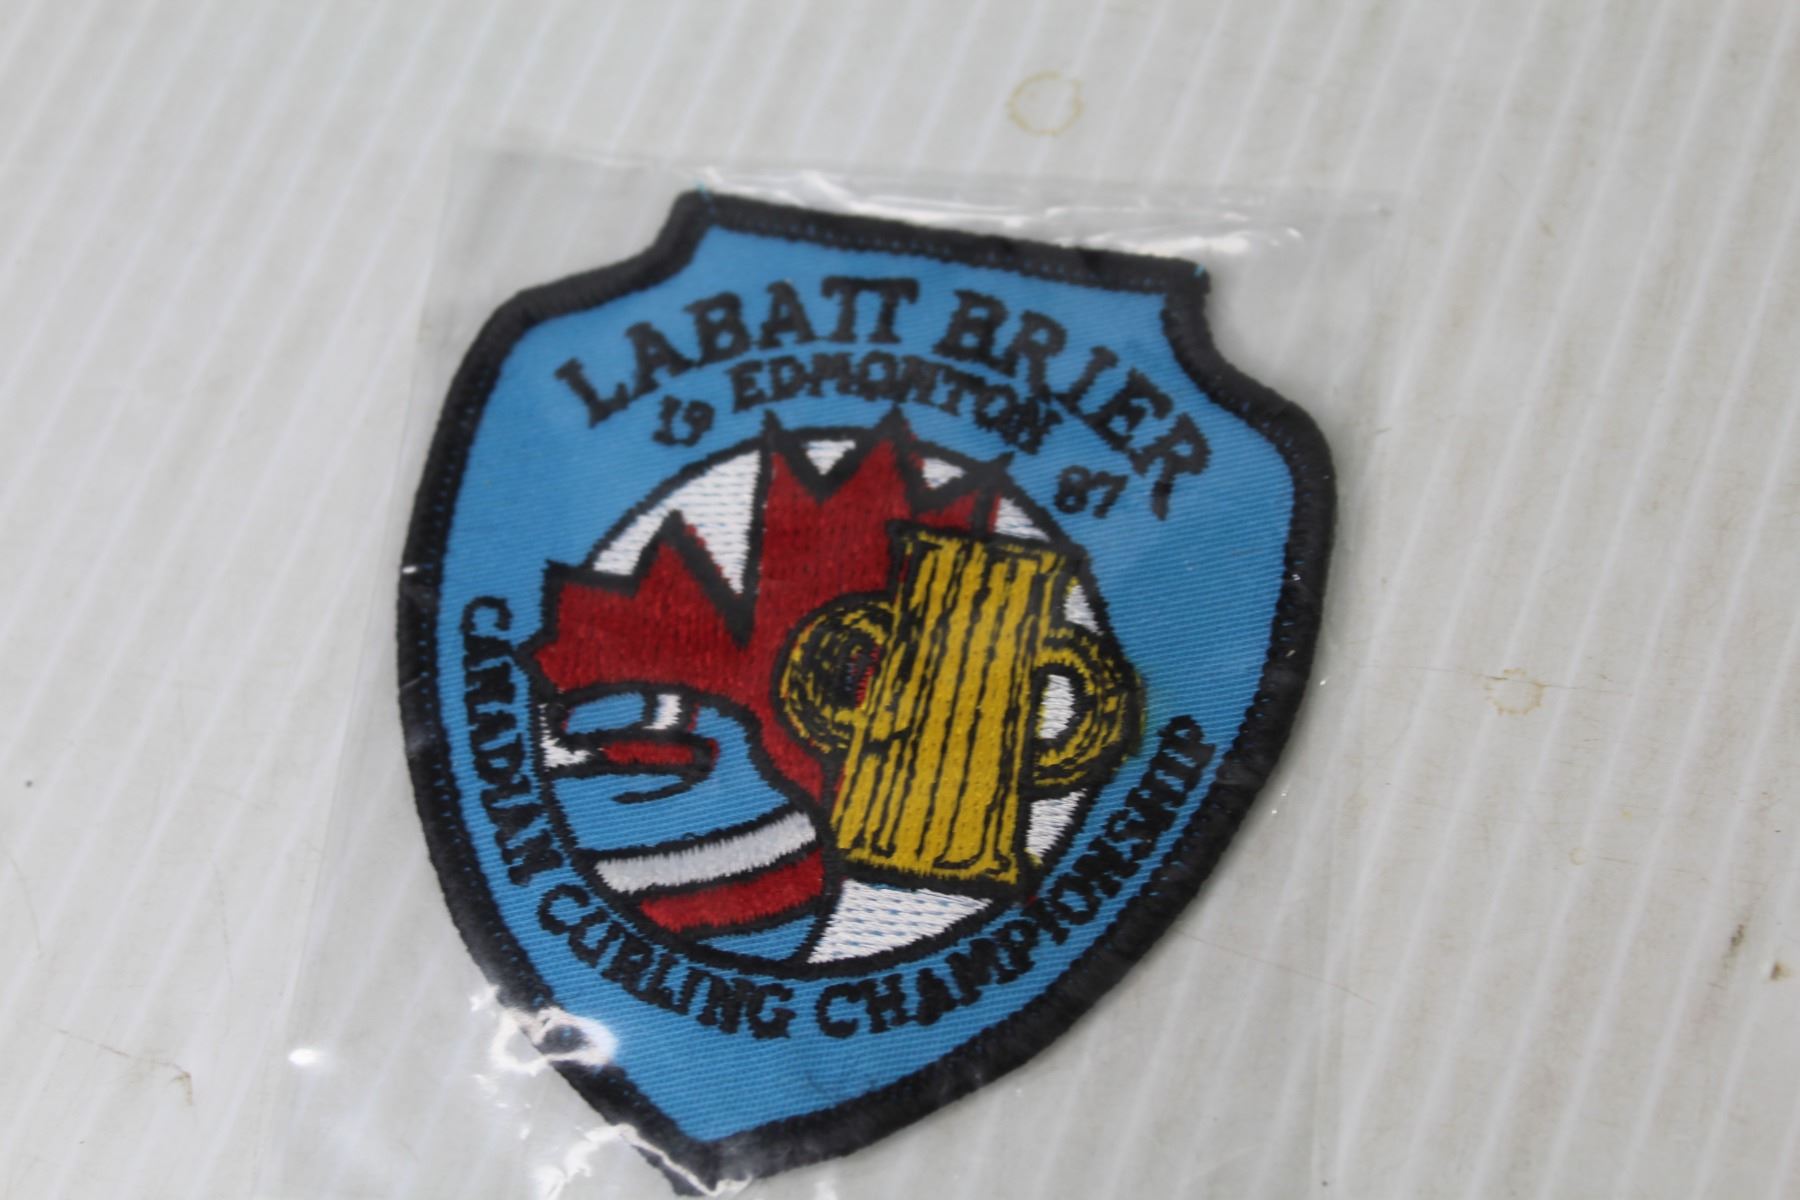 LABATT BRIER
EDMONTON
19 87
CANADIAN CURLING CHAMPIONSHIP